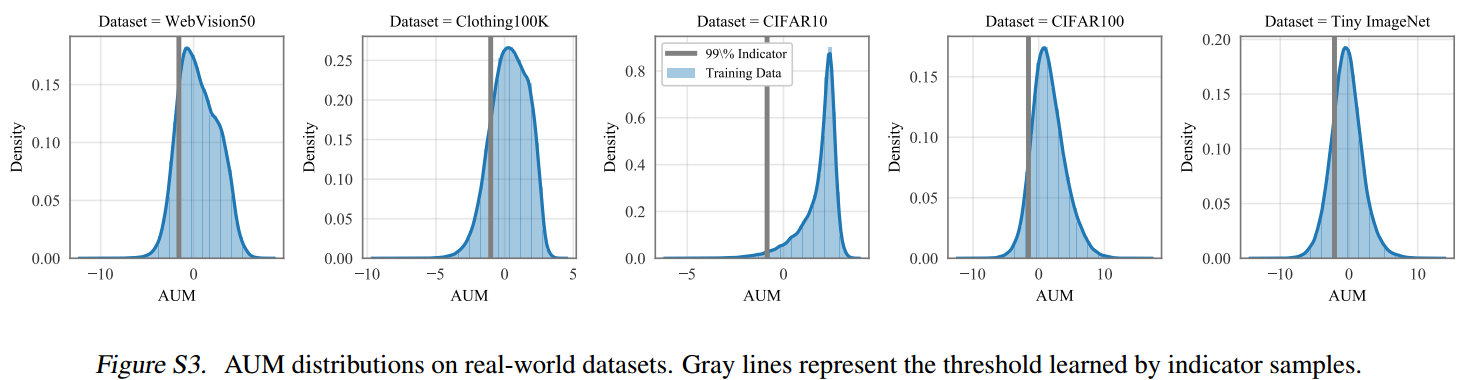 Dataset = WebVision50
Dataset = Clothing100K
Dataset = CIFAR10
Dataset = CIFAR100
Dataset = Tiny ImageNet
Density
0.15
0.10
0.05
0.00
−10
0
AUM
Density
0.25
0.20
0.15
0.10
0.05
0.00
−10
−5
0
5
AUM
Density
0.8
0.6
0.4
0.2
0.0
99\% Indicator
Training Data
−5
0
AUM
Density
0.15
0.10
0.05
0.00
−10
0
10
AUM
Density
0.20
0.15
0.10
0.05
0.00
−10
0
10
AUM
Figure S3. AUM distributions on real-world datasets. Gray lines represent the threshold learned by indicator samples.